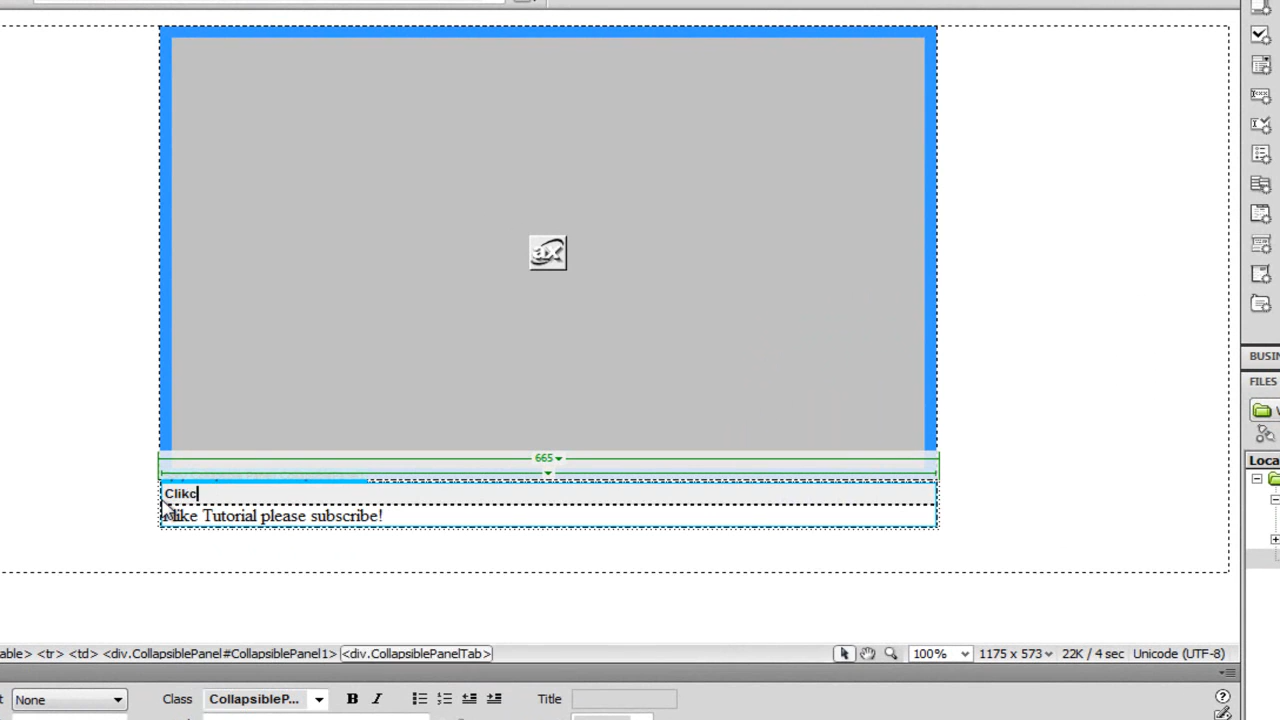 ax
665
Clikc
like Tutorial please subscribe!
BUSIN
FILES
Loca
able> <tr> <td> <div.CollapsiblePanel#CollapsiblePanel1> <div.CollapsiblePanelTab>
100%
1175 x 573
22K / 4 sec
Unicode (UTF-8)
t None
Class CollapsibleP...
B I
Title